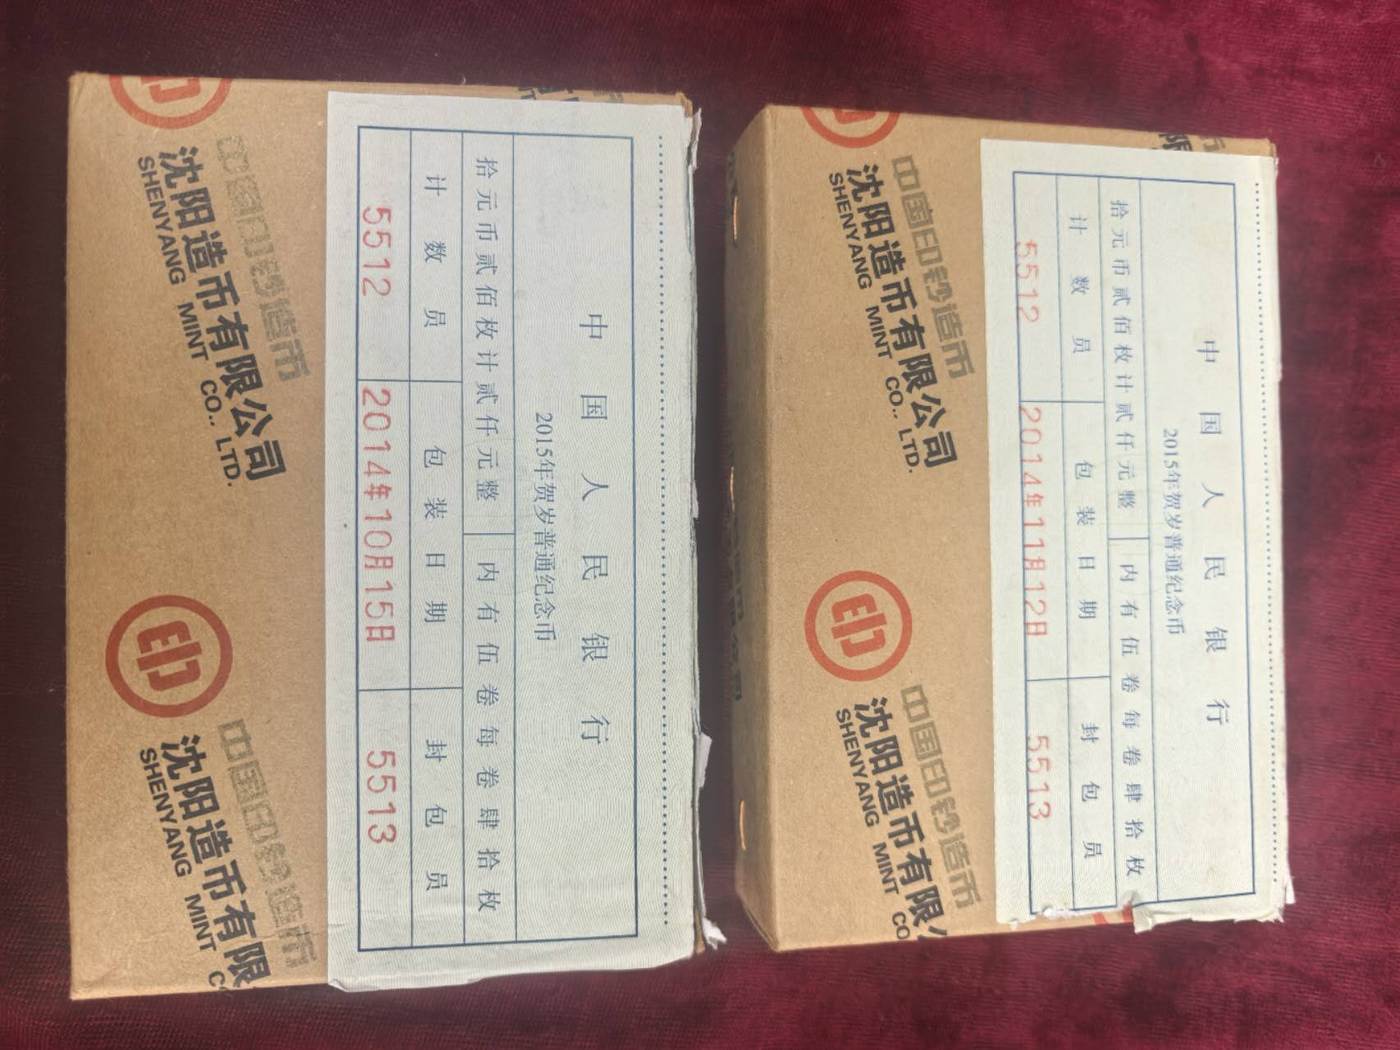 中国印钞造币
沈阳造币有限公司
SHENYANG MINT CO., LTD.
中国印钞造币
沈阳造币有限
SHENYANG MINT
中国人民银行
2015年贺岁普通纪念币
拾元币贰佰枚计贰仟元整 内有伍卷每卷肆拾枚
计数员 包装日期 封包员
5512 2014年10月15日 5513
中国印钞造币
沈阳造币有限公司
SHENYANG MINT CO., LTD.
中国印钞造币
沈阳造币有限
SHENYANG MINT CO
中国人民银行
2015年贺岁普通纪念币
拾元币贰佰枚计贰仟元整 内有伍卷每卷肆拾枚
计数员 包装日期 封包员
5512 2014年11月12日 5513